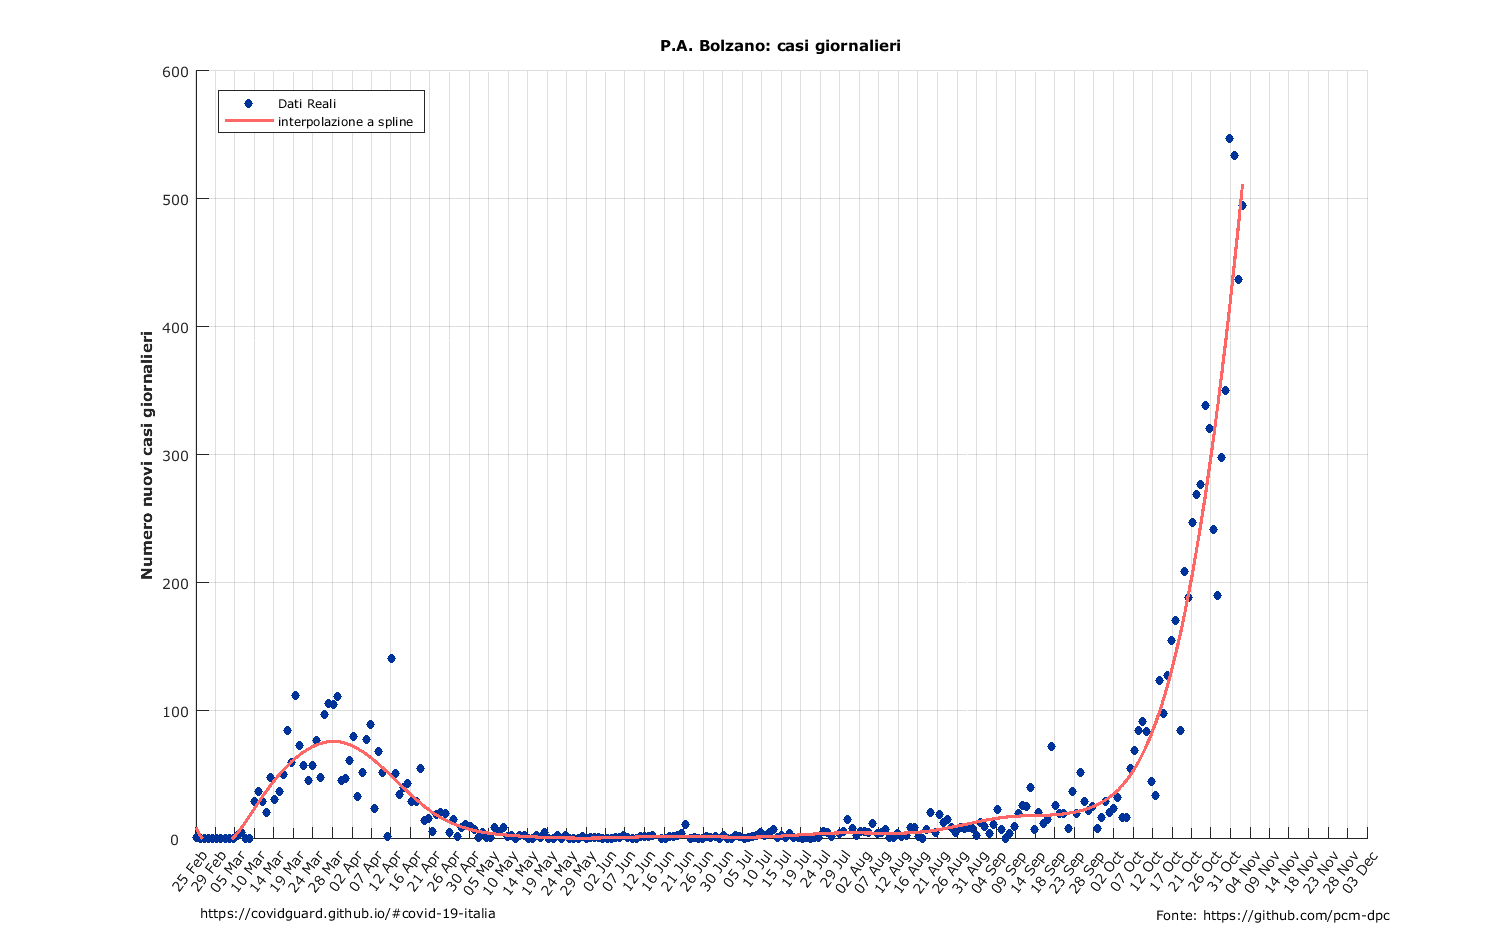 P.A. Bolzano: casi giornalieri
600
Dati Reali
interpolazione a spline
500
400
300
200
100
0
Numero nuovi casi giornalieri
25 Feb
29 Feb
05 Mar
10 Mar
14 Mar
19 Mar
24 Mar
28 Mar
02 Apr
07 Apr
12 Apr
16 Apr
21 Apr
26 Apr
30 Apr
05 May
10 May
14 May
19 May
24 May
29 May
02 Jun
07 Jun
12 Jun
16 Jun
21 Jun
26 Jun
30 Jun
05 Jul
10 Jul
15 Jul
19 Jul
24 Jul
29 Jul
02 Aug
07 Aug
12 Aug
16 Aug
21 Aug
26 Aug
31 Aug
04 Sep
09 Sep
14 Sep
18 Sep
23 Sep
28 Sep
02 Oct
07 Oct
12 Oct
17 Oct
21 Oct
26 Oct
31 Oct
04 Nov
09 Nov
14 Nov
18 Nov
23 Nov
28 Nov
03 Dec
https://covidguard.github.io/#covid-19-italia
Fonte: https://github.com/pcm-dpc